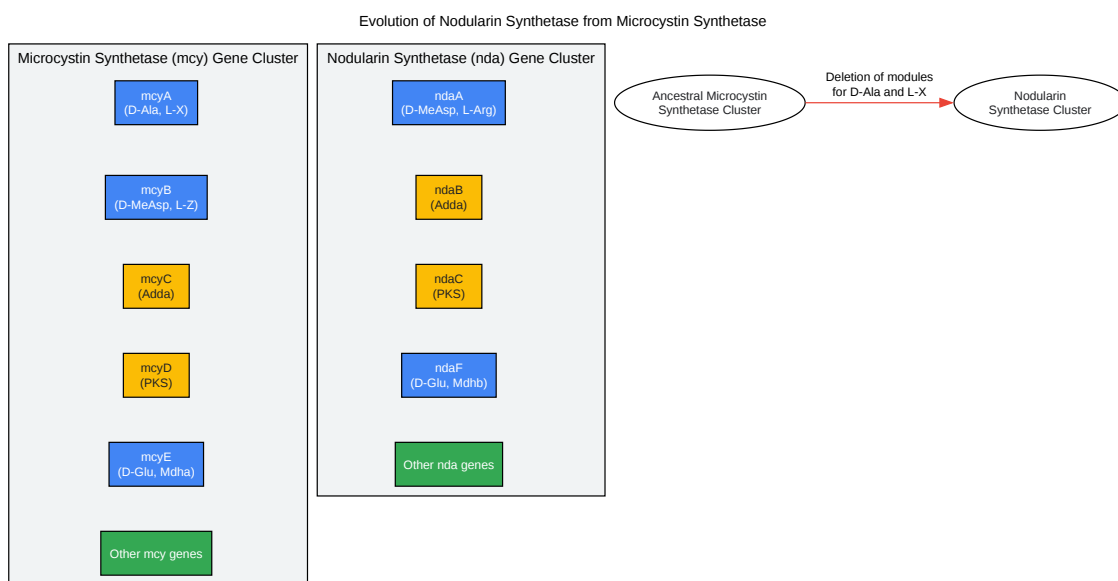 Evolution of Nodularin Synthetase from Microcystin Synthetase
Microcystin Synthetase (mcy) Gene Cluster
mcyA
(D-Ala, L-X)
mcyB
(D-MeAsp, L-Z)
mcyC
(Adda)
mcyD
(PKS)
mcyE
(D-Glu, Mdha)
Other mcy genes
Nodularin Synthetase (nda) Gene Cluster
ndaA
(D-MeAsp, L-Arg)
ndaB
(Adda)
ndaC
(PKS)
ndaF
(D-Glu, Mdhb)
Other nda genes
Ancestral Microcystin
Synthetase Cluster
Deletion of modules
for D-Ala and L-X
Nodularin
Synthetase Cluster